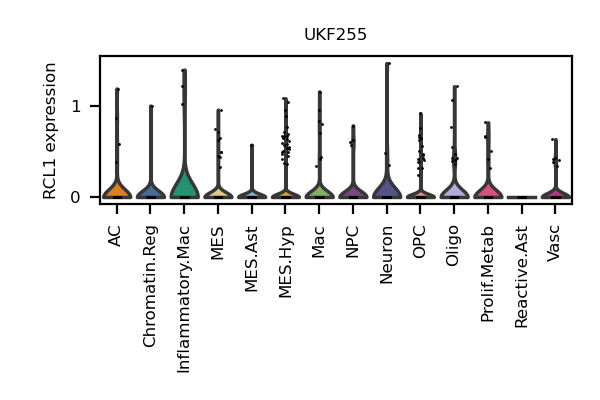 UKF255
RCL1 expression
1
0
AC
Chromatin.Reg
Inflammatory.Mac
MES
MES.Ast
MES.Hyp
Mac
NPC
Neuron
OPC
Oligo
Prolif.Metab
Reactive.Ast
Vasc